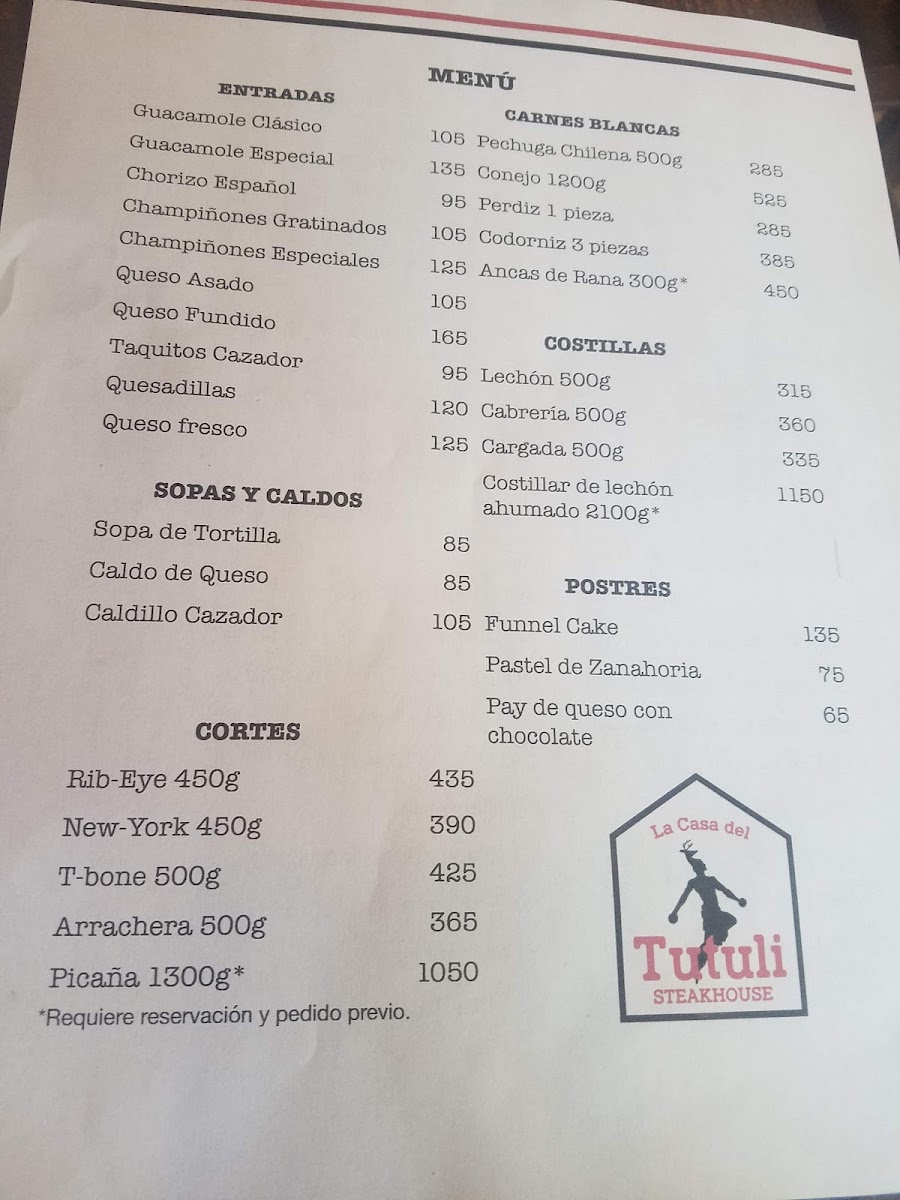 MENÚ
ENTRADAS
Guacamole Clásico 105
Guacamole Especial 135
Chorizo Español 95
Champiñones Gratinados 105
Champiñones Especiales 125
Queso Asado 105
Queso Fundido 165
Taquitos Cazador 95
Quesadillas 120
Queso fresco 125
SOPAS Y CALDOS
Sopa de Tortilla 85
Caldo de Queso 85
Caldillo Cazador 105
CORTES
Rib-Eye 450g 435
New-York 450g 390
T-bone 500g 425
Arrachera 500g 365
Picaña 1300g* 1050
*Requiere reservación y pedido previo.
CARNES BLANCAS
Pechuga Chilena 500g 285
Conejo 1200g 525
Perdiz 1 pieza 285
Codorniz 3 piezas 385
Ancas de Rana 300g* 450
COSTILLAS
Lechón 500g 315
Cabrería 500g 360
Cargada 500g 335
Costillar de lechón 1150
ahumado 2100g*
POSTRES
Funnel Cake 135
Pastel de Zanahoria 75
Pay de queso con 65
chocolate
La Casa del
Tutuli
STEAKHOUSE